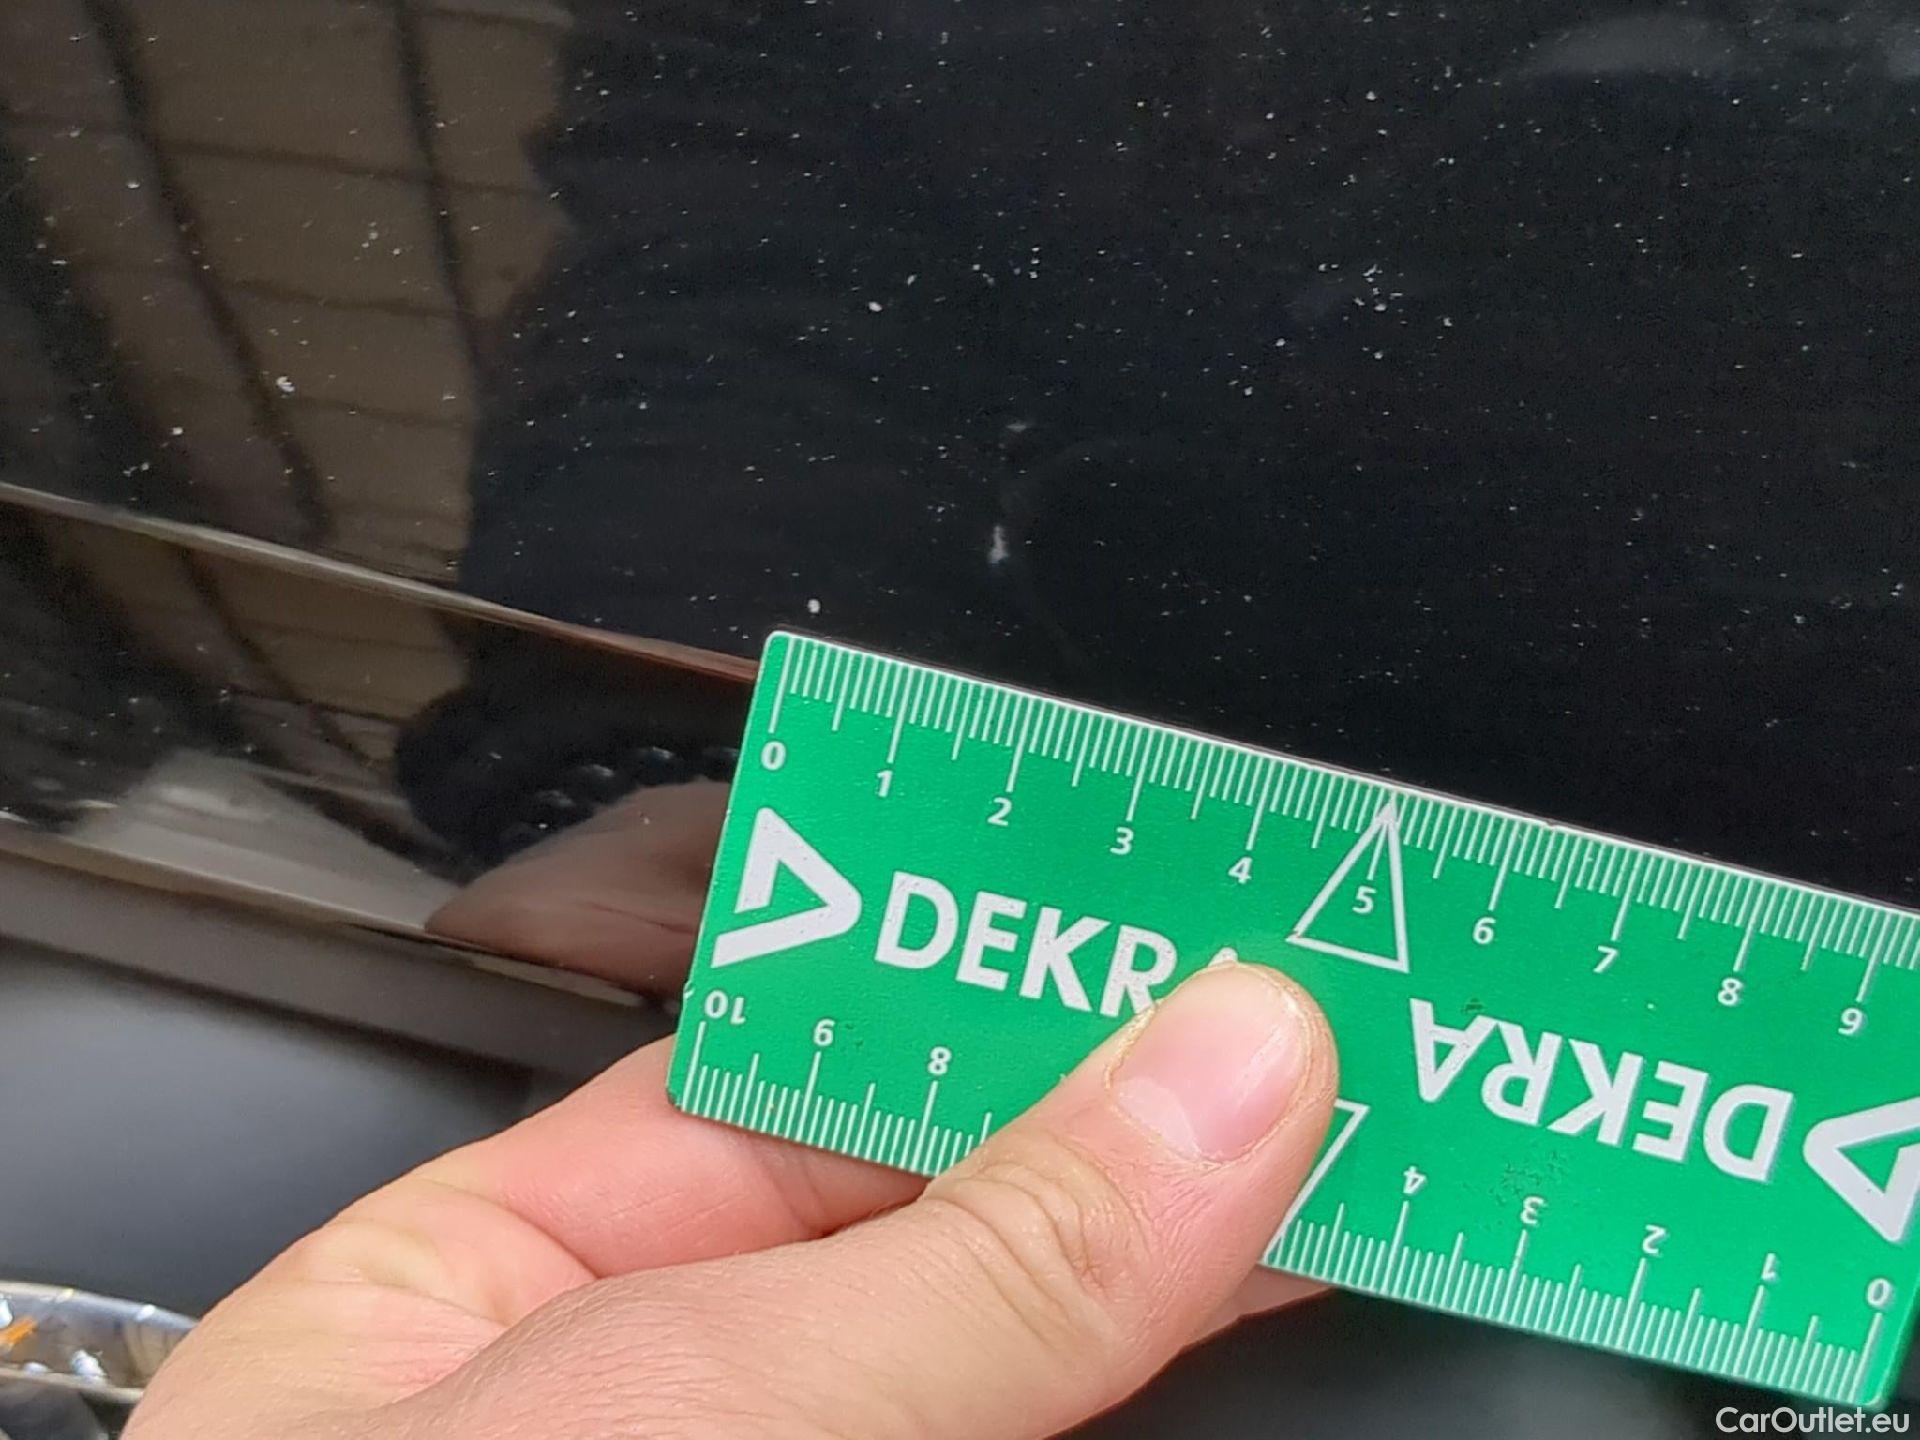 0 1 2 3 4 5 6 7 8 9
DEKRA
DEKRA
10 9 8 4 3 2 1 0
CarOutlet.eu